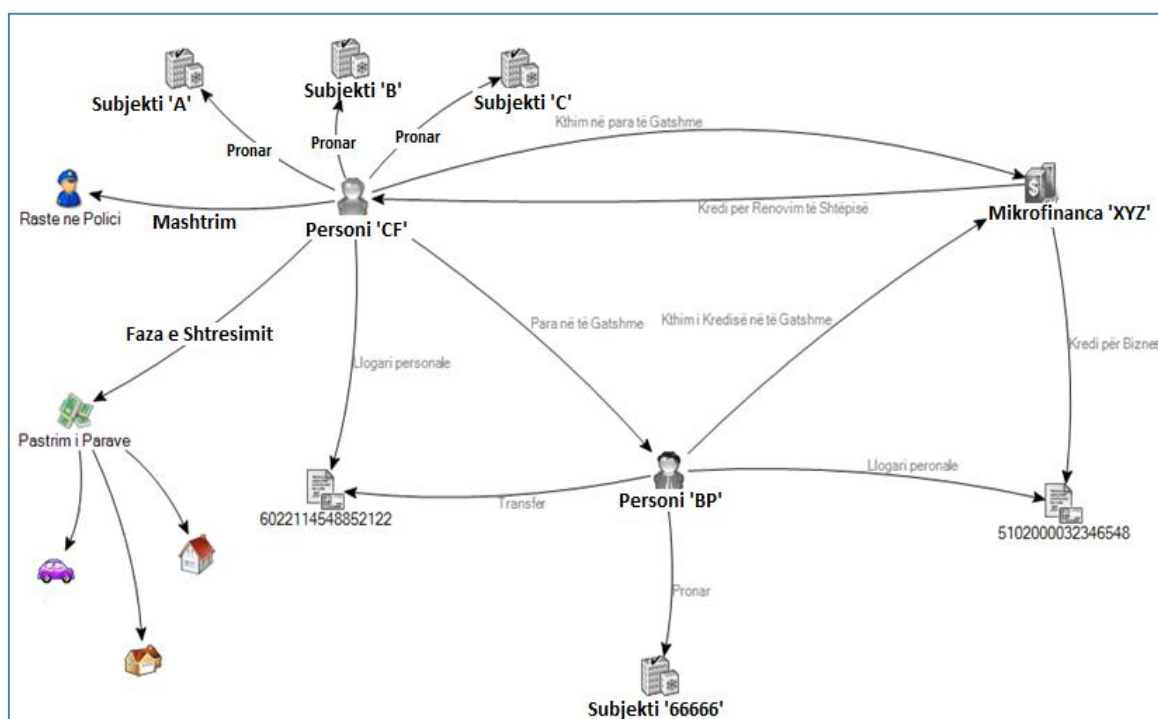 Subjekti 'A'
Subjekti 'B'
Subjekti 'C'
Pronar
Pronar
Pronar
Kthim në para të Gatshme
Raste ne Polici
Mashtrim
Personi 'CF'
Kredi per Renovim të Shtëpisë
Mikrofinanca 'XYZ'
Faza e Shtresimit
Para në të Gatshme
Kthim i Kredisë në të Gatshme
Kredi për Biznes
Llogari personale
Pastrim i Parave
Llogari peronale
Personi 'BP'
Transfer
6022114548852122
5102000032346548
Pronar
Subjekti '66666'